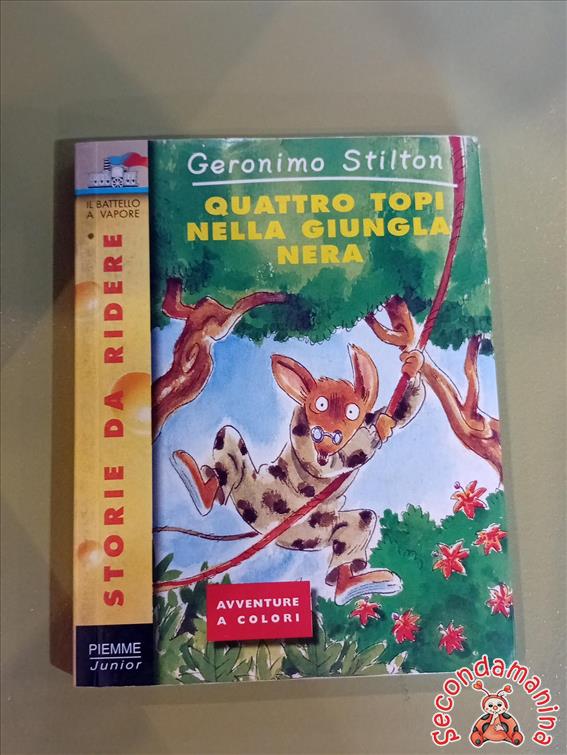 Geronimo Stilton
QUATTRO TOPI
NELLA GIUNGLA
NERA
IL BATTELLO
A VAPORE
STORIE DA RIDERE
AVVENTURE
A COLORI
PIEMME
Junior
Secondamanina